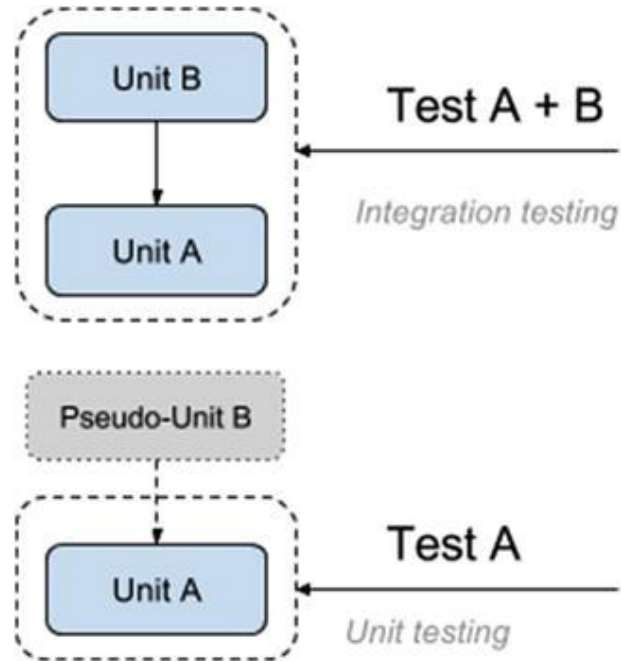 Unit B
Test A + B
Integration testing
Unit A
Pseudo-Unit B
Unit A
Test A
Unit testing